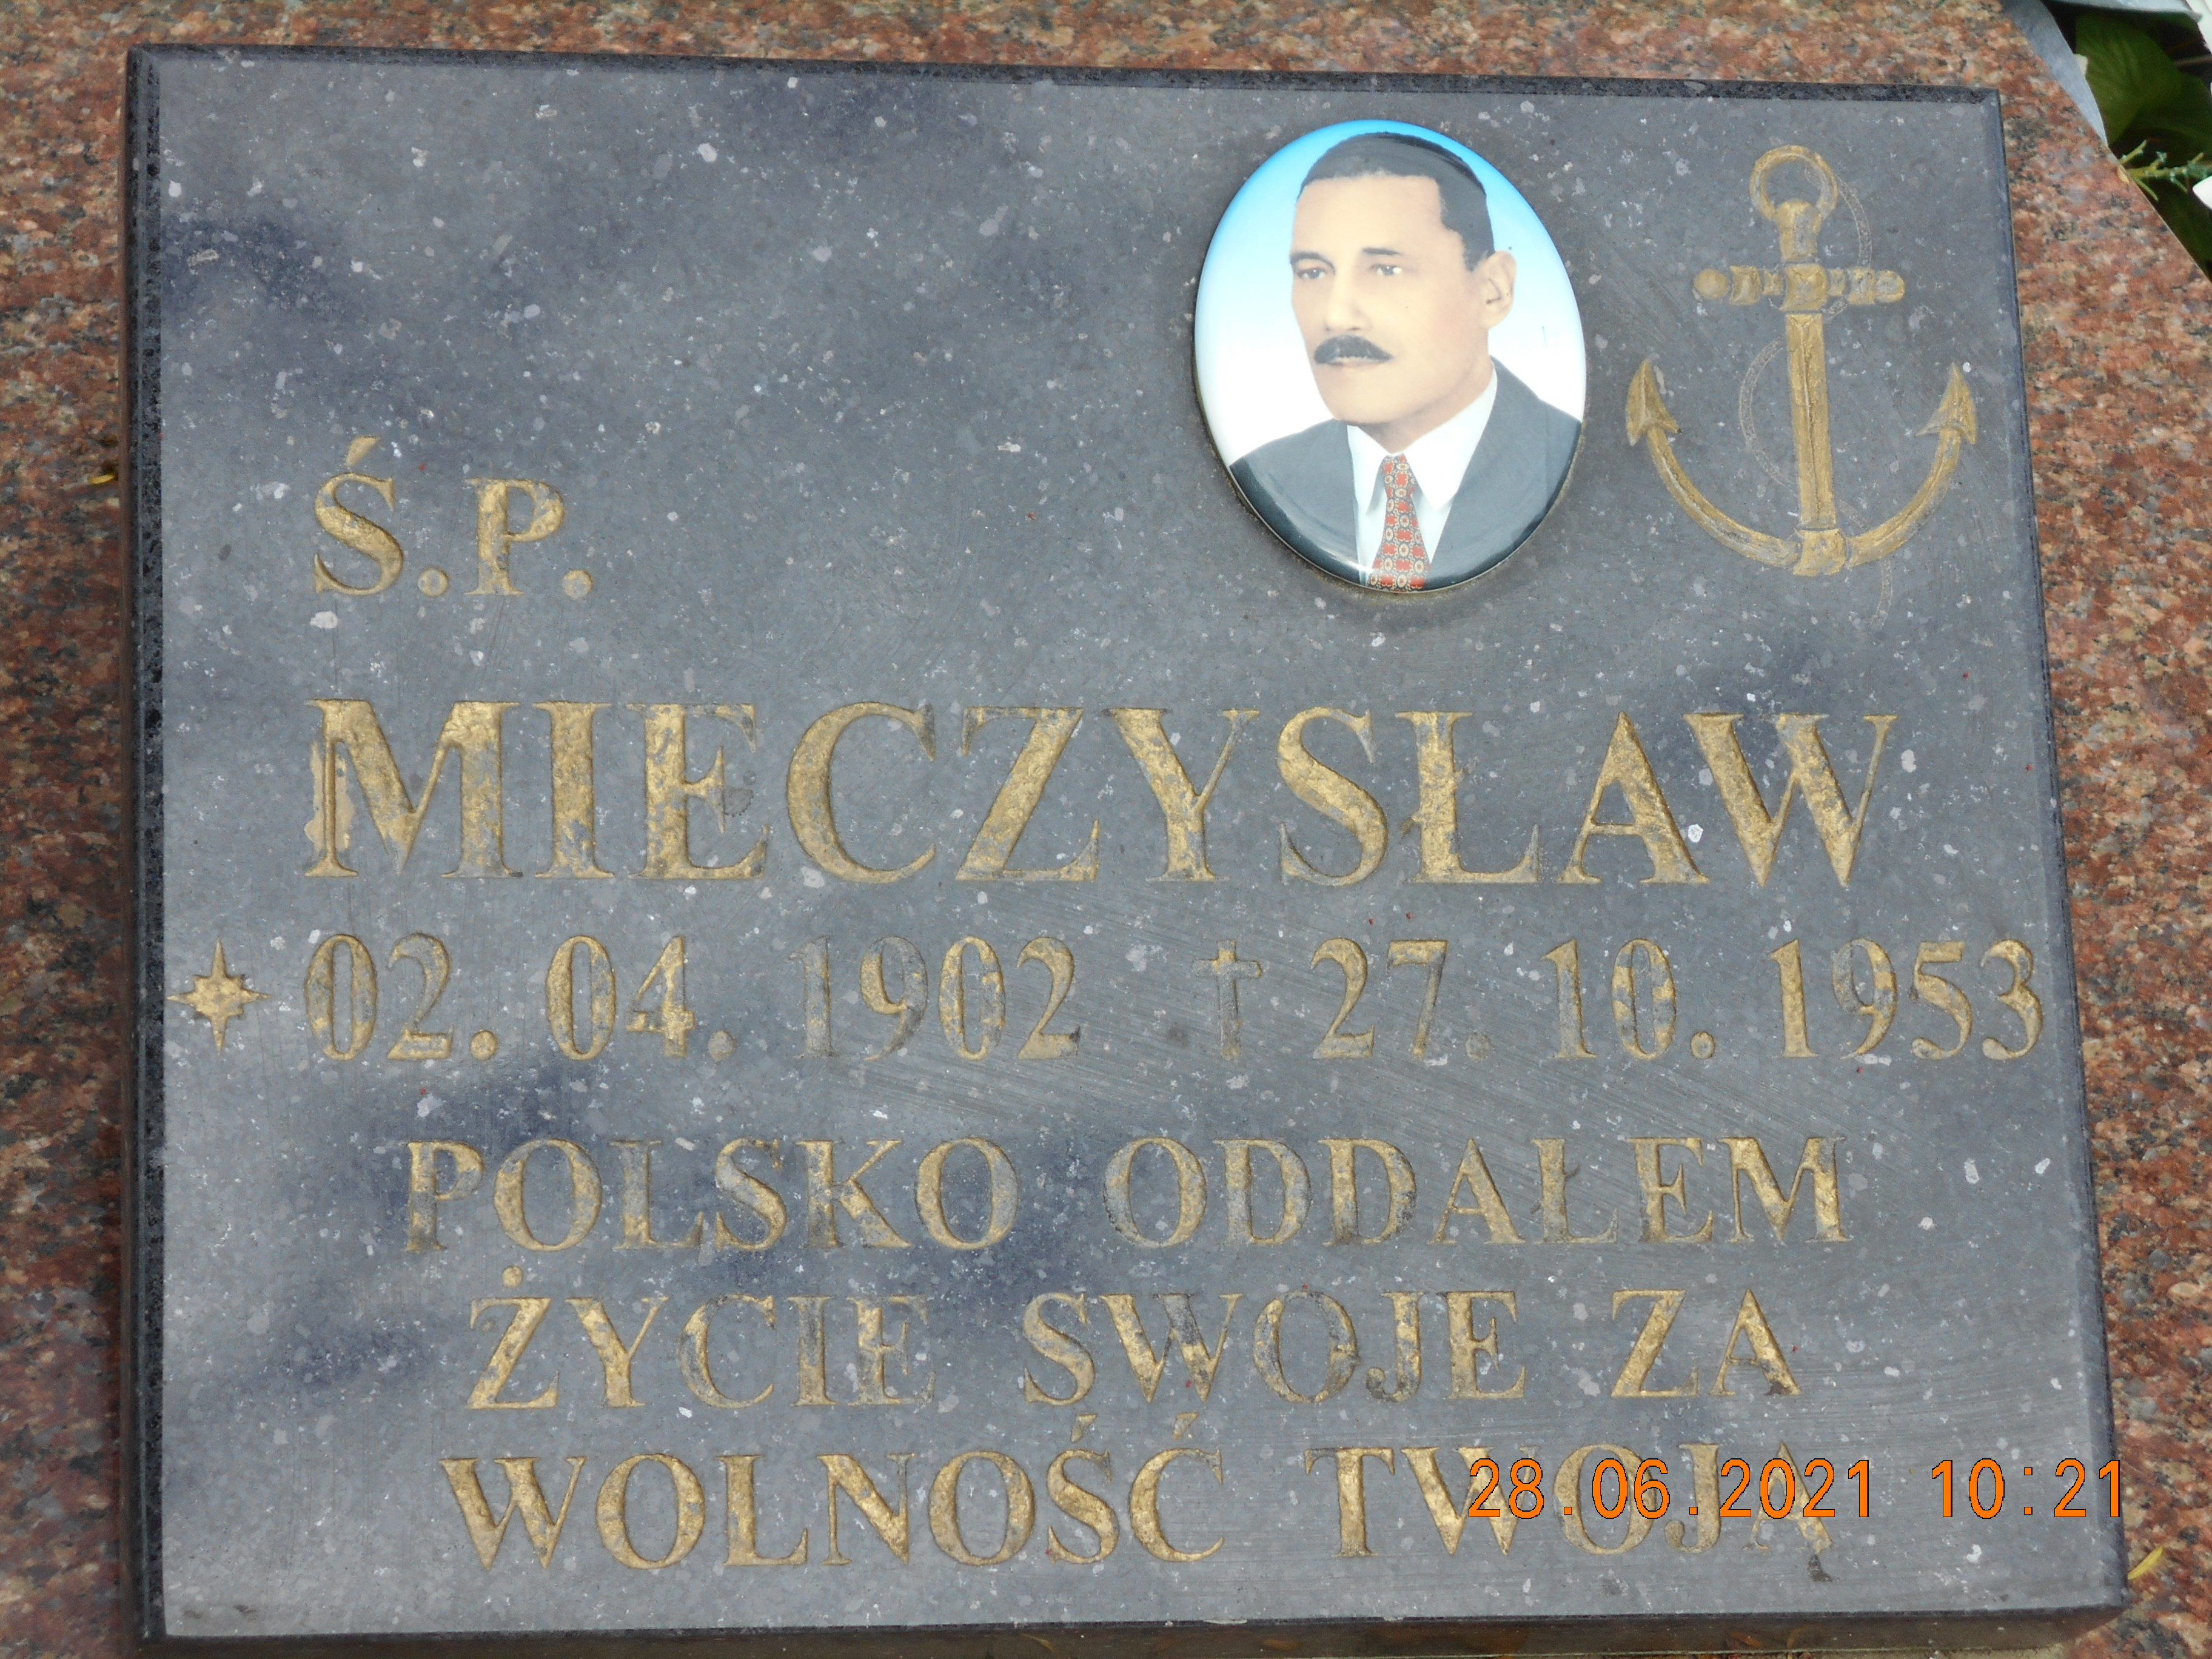 Ś.P.
MIECZYSŁAW
02. 04. 1902 † 27. 10. 1953
POLSKO ODDAŁEM
ŻYCIE SWOJE ZA
WOLNOŚĆ TWOJĄ
28.06.2021 10:21